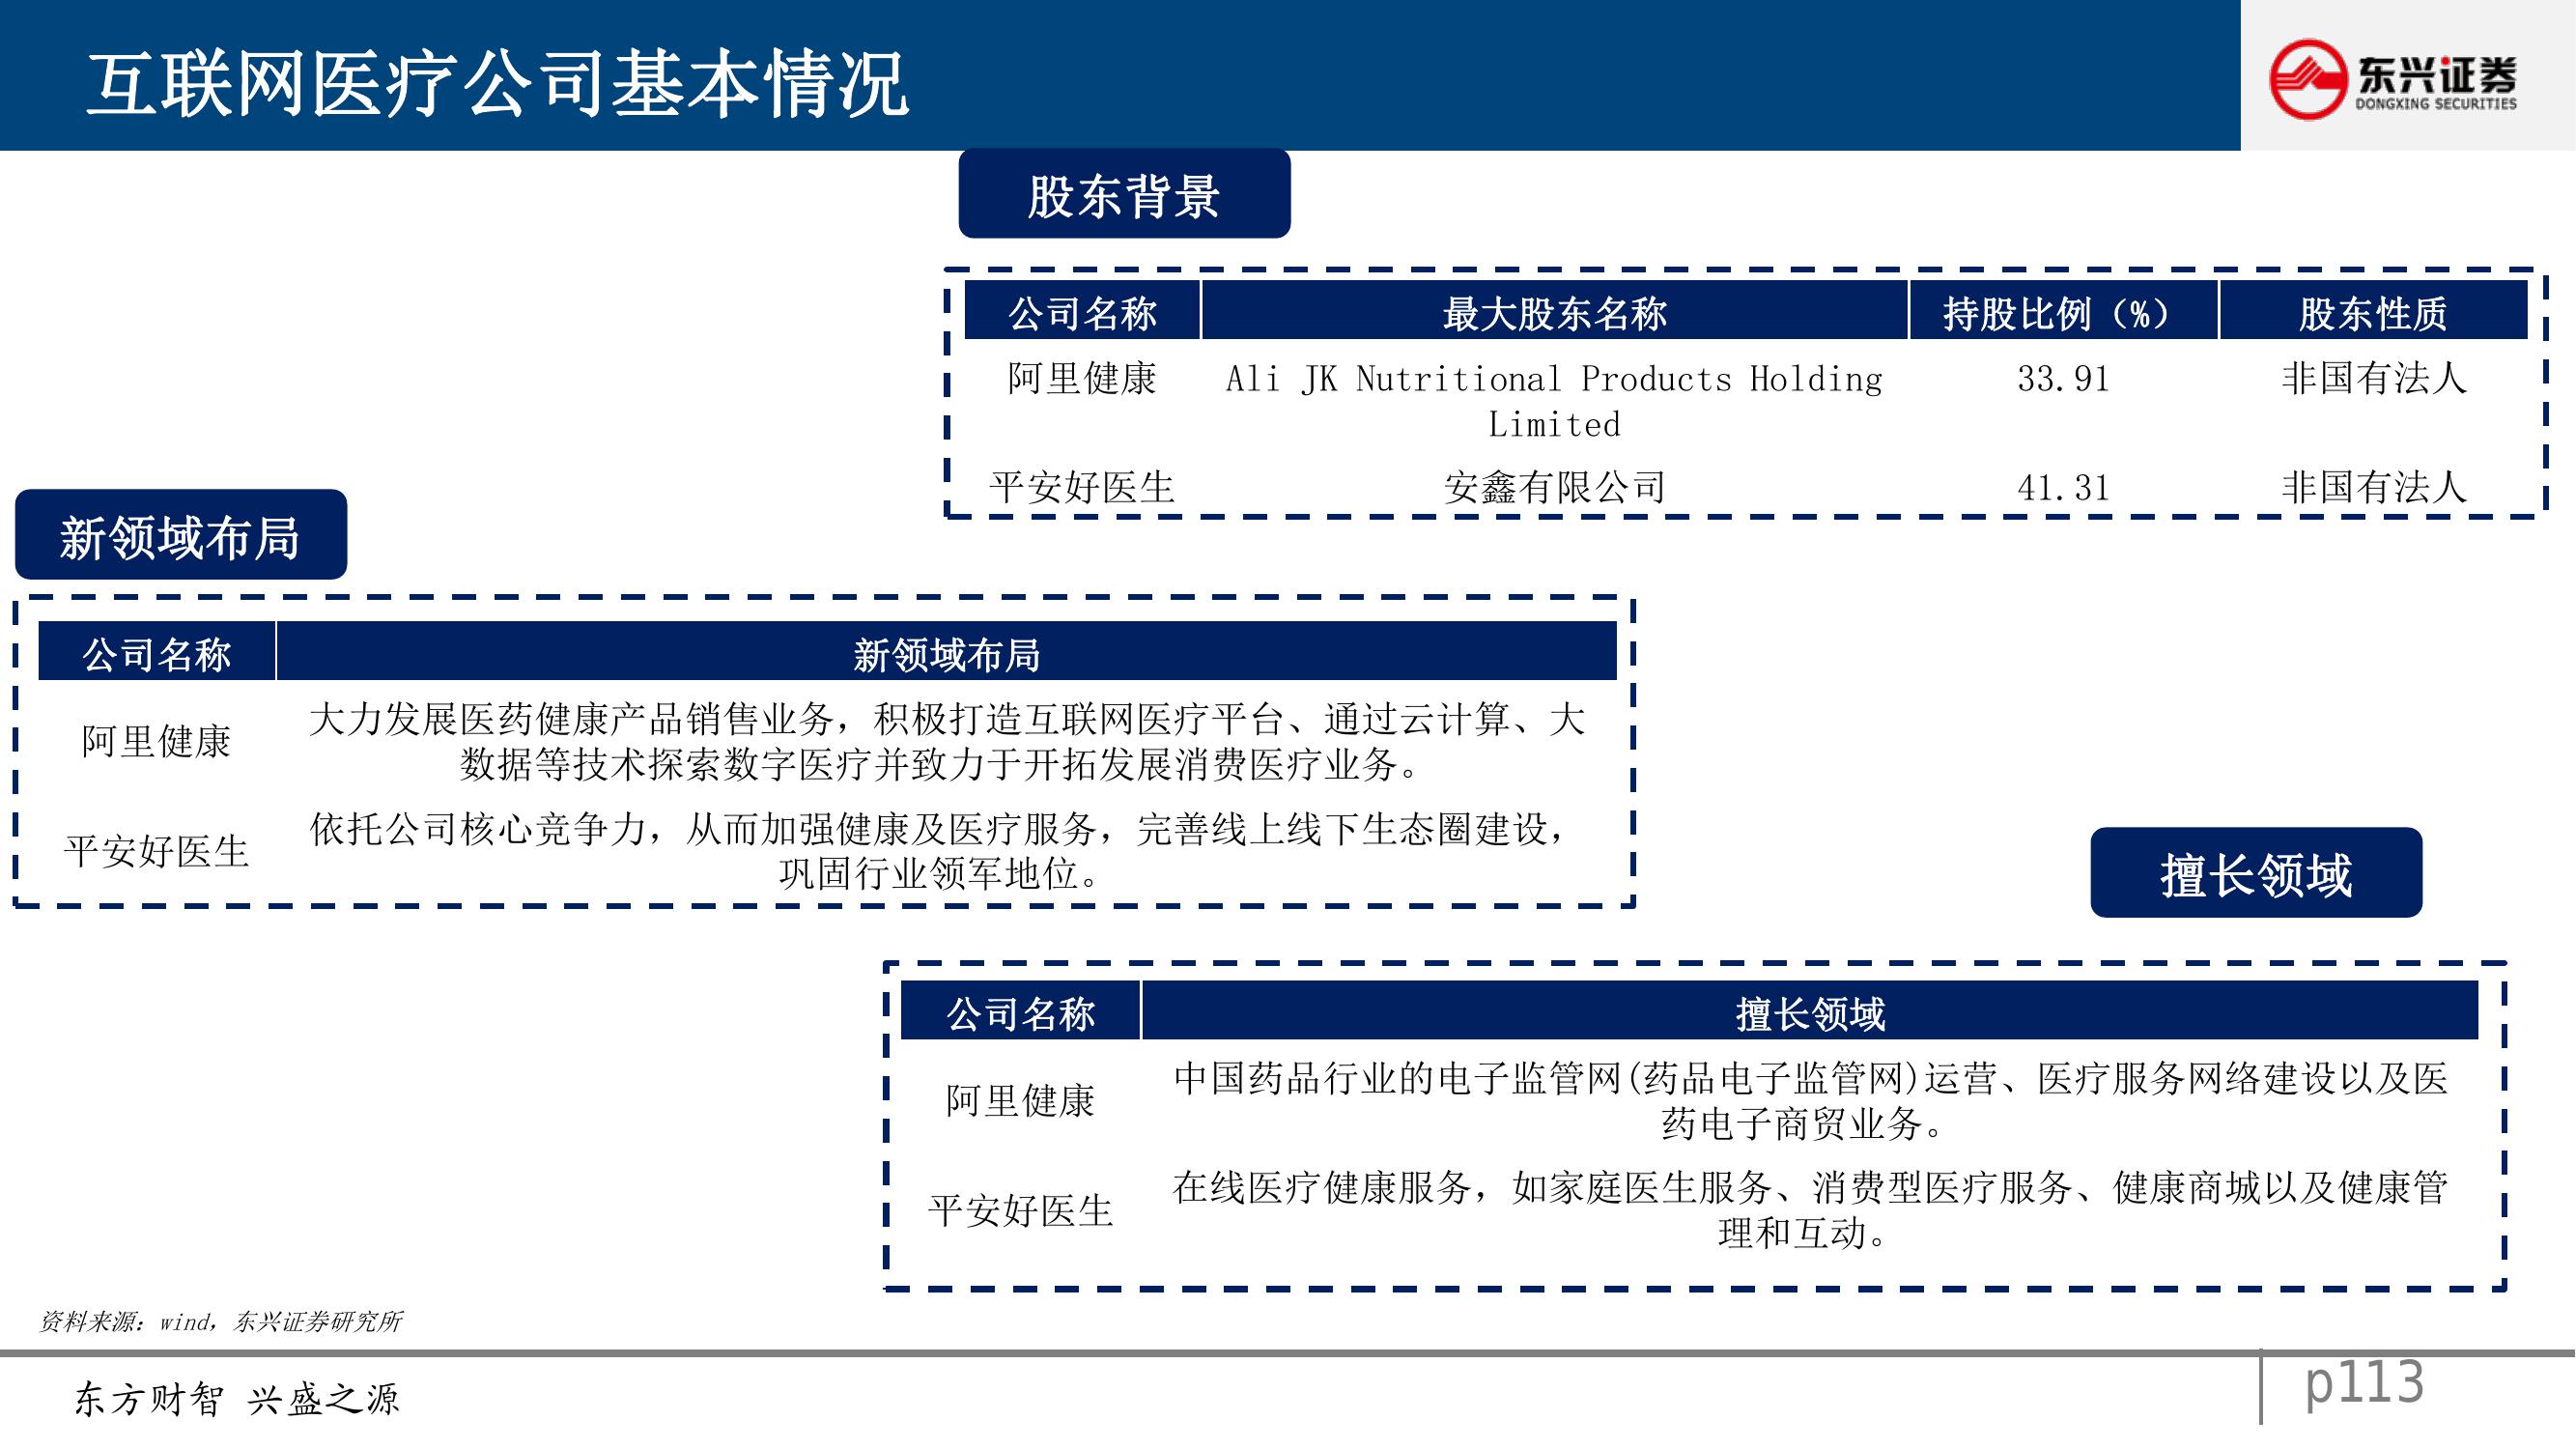 互联网医疗公司基本情况
东兴证券
DONGXING SECURITIES
股东背景
公司名称 最大股东名称 持股比例（%） 股东性质
阿里健康 Ali JK Nutritional Products Holding 33.91 非国有法人
Limited
平安好医生 安鑫有限公司 41.31 非国有法人
新领域布局
公司名称 新领域布局
阿里健康
大力发展医药健康产品销售业务，积极打造互联网医疗平台、通过云计算、大
数据等技术探索数字医疗并致力于开拓发展消费医疗业务。
平安好医生
依托公司核心竞争力，从而加强健康及医疗服务，完善线上线下生态圈建设，
巩固行业领军地位。
擅长领域
公司名称 擅长领域
阿里健康
中国药品行业的电子监管网(药品电子监管网)运营、医疗服务网络建设以及医
药电子商贸业务。
平安好医生
在线医疗健康服务，如家庭医生服务、消费型医疗服务、健康商城以及健康管
理和互动。
资料来源：wind，东兴证券研究所
东方财智 兴盛之源
p113